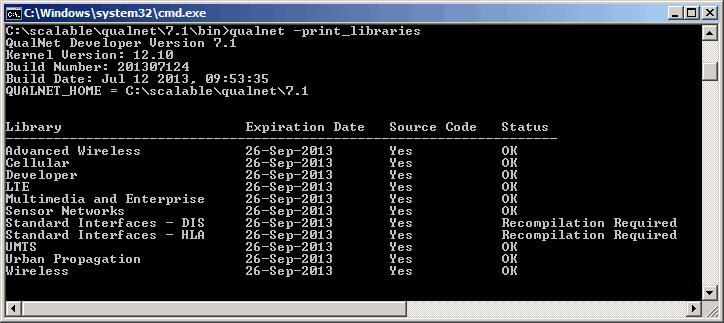 C:\Windows\system32\cmd.exe
C:\scalable\qualnet\7.1\bin>qualnet -print_libraries
QualNet Developer Version 7.1
Kernel Version: 12.10
Build Number: 201307124
Build Date: Jul 12 2013, 09:53:35
QUALNET_HOME = C:\scalable\qualnet\7.1
Library Expiration Date Source Code Status
Advanced Wireless 26-Sep-2013 Yes OK
Cellular 26-Sep-2013 Yes OK
Developer 26-Sep-2013 Yes OK
LTE 26-Sep-2013 Yes OK
Multimedia and Enterprise 26-Sep-2013 Yes OK
Sensor Networks 26-Sep-2013 Yes OK
Standard Interfaces - DIS 26-Sep-2013 Yes Recompilation Required
Standard Interfaces - HLA 26-Sep-2013 Yes Recompilation Required
UMTS 26-Sep-2013 Yes OK
Urban Propagation 26-Sep-2013 Yes OK
Wireless 26-Sep-2013 Yes OK